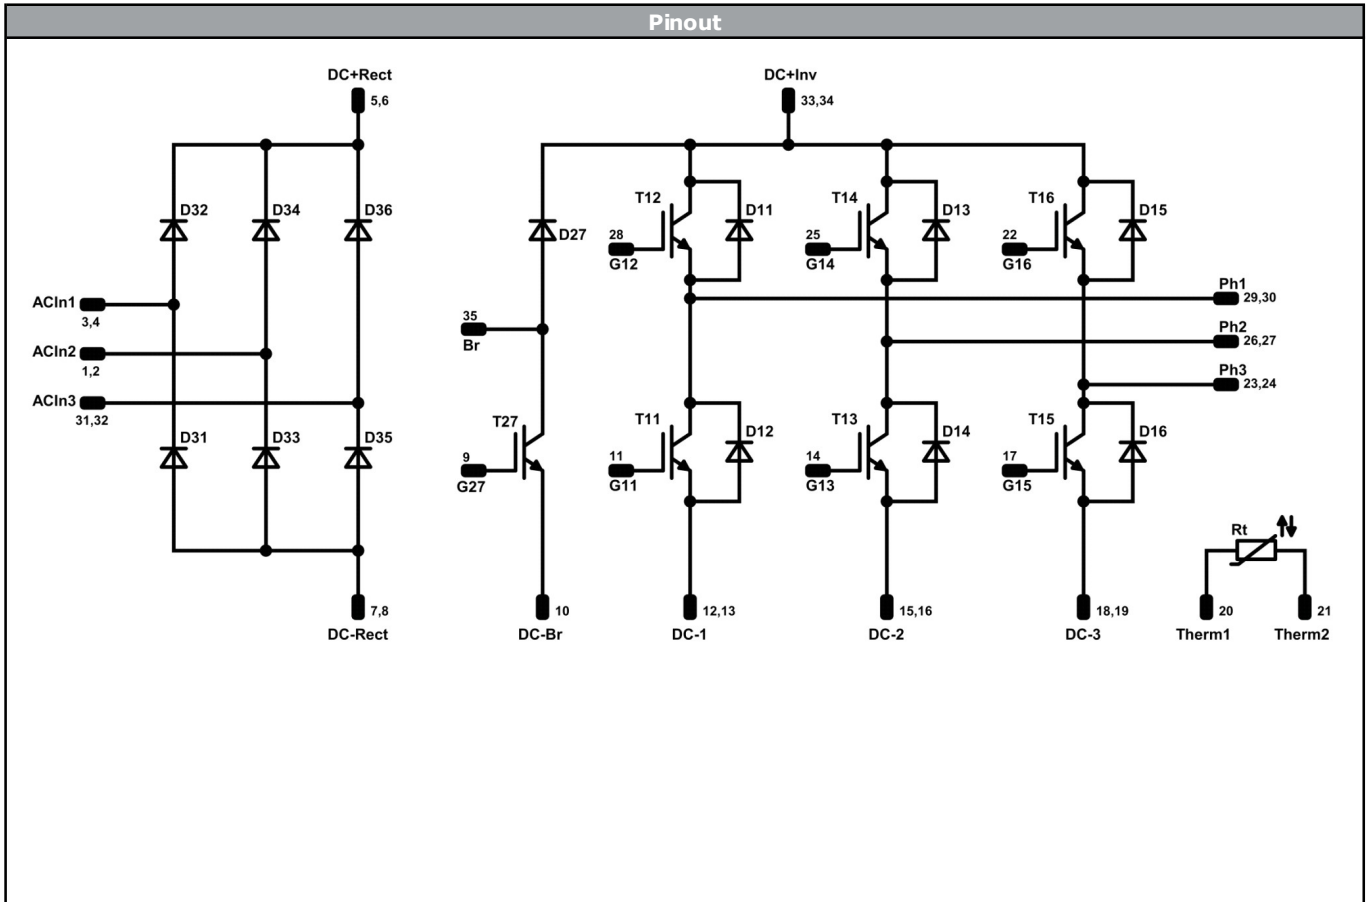 Pinout
DC+Rect
5,6
DC+Inv
33,34
D32
D34
D36
D27
T12
D11
28
G12
T14
D13
25
G14
T16
D15
22
G16
ACIn1
3,4
ACIn2
1,2
ACIn3
31,32
35
Br
Ph1
29,30
Ph2
26,27
Ph3
23,24
D31
D33
D35
T27
9
G27
T11
D12
11
G11
T13
D14
14
G13
T15
D16
17
G15
Rt
7,8
DC-Rect
10
DC-Br
12,13
DC-1
15,16
DC-2
18,19
DC-3
20
Therm1
21
Therm2